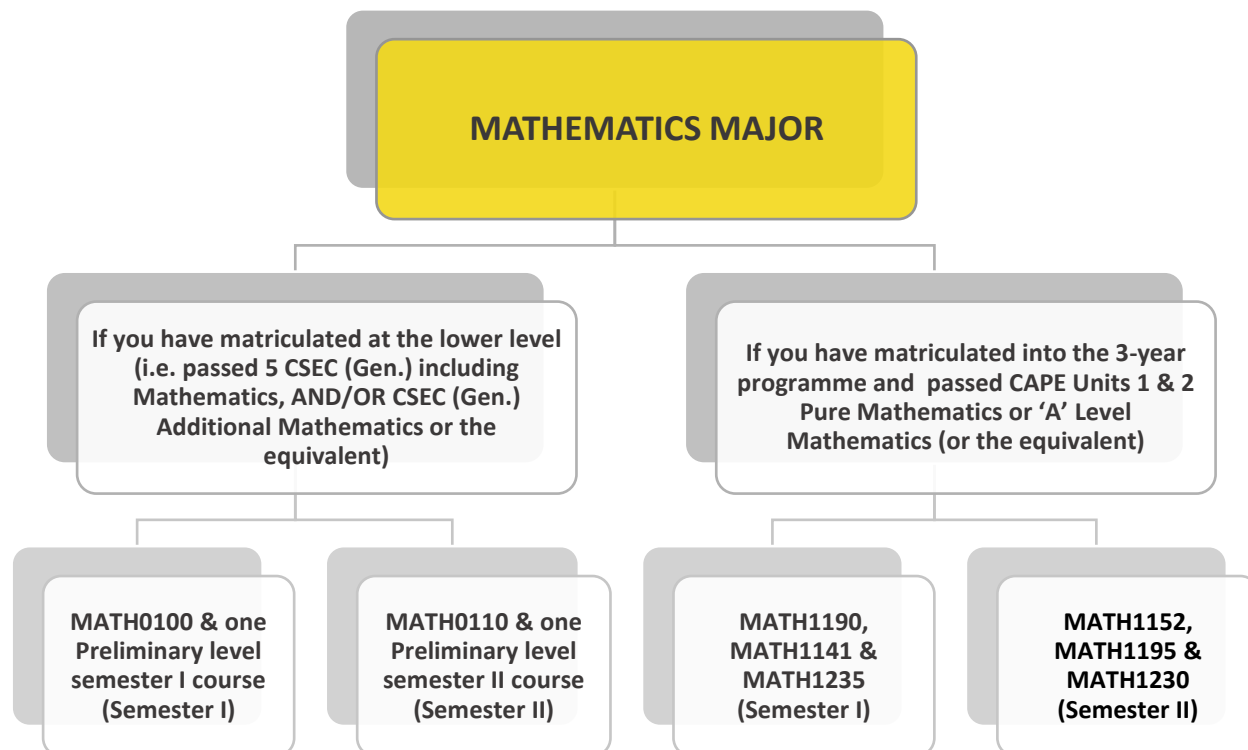 MATHEMATICS MAJOR
If you have matriculated at the lower level
(i.e. passed 5 CSEC (Gen.) including
Mathematics, AND/OR CSEC (Gen.)
Additional Mathematics or the
equivalent)
If you have matriculated into the 3-year
programme and  passed CAPE Units 1 & 2
Pure Mathematics or ‘A’ Level
Mathematics (or the equivalent)
MATH0100 & one
Preliminary level
semester I course
(Semester I)
MATH0110 & one
Preliminary level
semester II course
(Semester II)
MATH1190,
MATH1141 &
MATH1235
(Semester I)
MATH1152,
MATH1195 &
MATH1230
(Semester II)